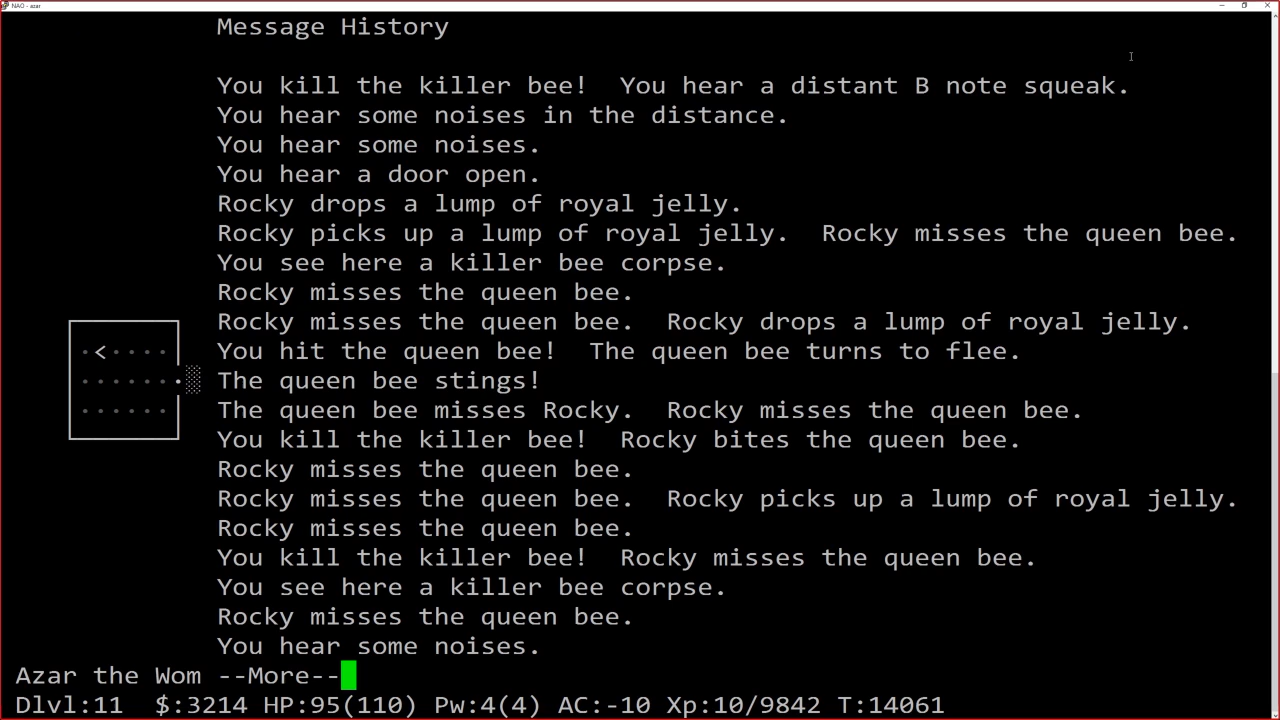 NAO - azar
Message History
You kill the killer bee!  You hear a distant B note squeak.
You hear some noises in the distance.
You hear some noises.
You hear a door open.
Rocky drops a lump of royal jelly.
Rocky picks up a lump of royal jelly.  Rocky misses the queen bee.
You see here a killer bee corpse.
Rocky misses the queen bee.
Rocky misses the queen bee.  Rocky drops a lump of royal jelly.
You hit the queen bee!  The queen bee turns to flee.
The queen bee stings!
The queen bee misses Rocky.  Rocky misses the queen bee.
You kill the killer bee!  Rocky bites the queen bee.
Rocky misses the queen bee.
Rocky misses the queen bee.  Rocky picks up a lump of royal jelly.
Rocky misses the queen bee.
You kill the killer bee!  Rocky misses the queen bee.
You see here a killer bee corpse.
Rocky misses the queen bee.
You hear some noises.
Azar the Wom --More--
Dlvl:11  $:3214 HP:95(110) Pw:4(4) AC:-10 Xp:10/9842 T:14061